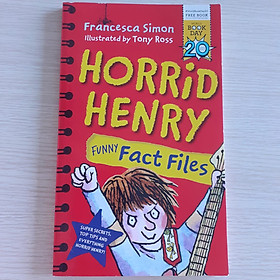 Francesca Simon
Illustrated by Tony Ross
BOOK
DAY
20
HORRID
HENRY
FUNNY Fact Files
SUPER SECRETS,
TOP TIPS AND
EVERYTHING
HORRID HENRY!